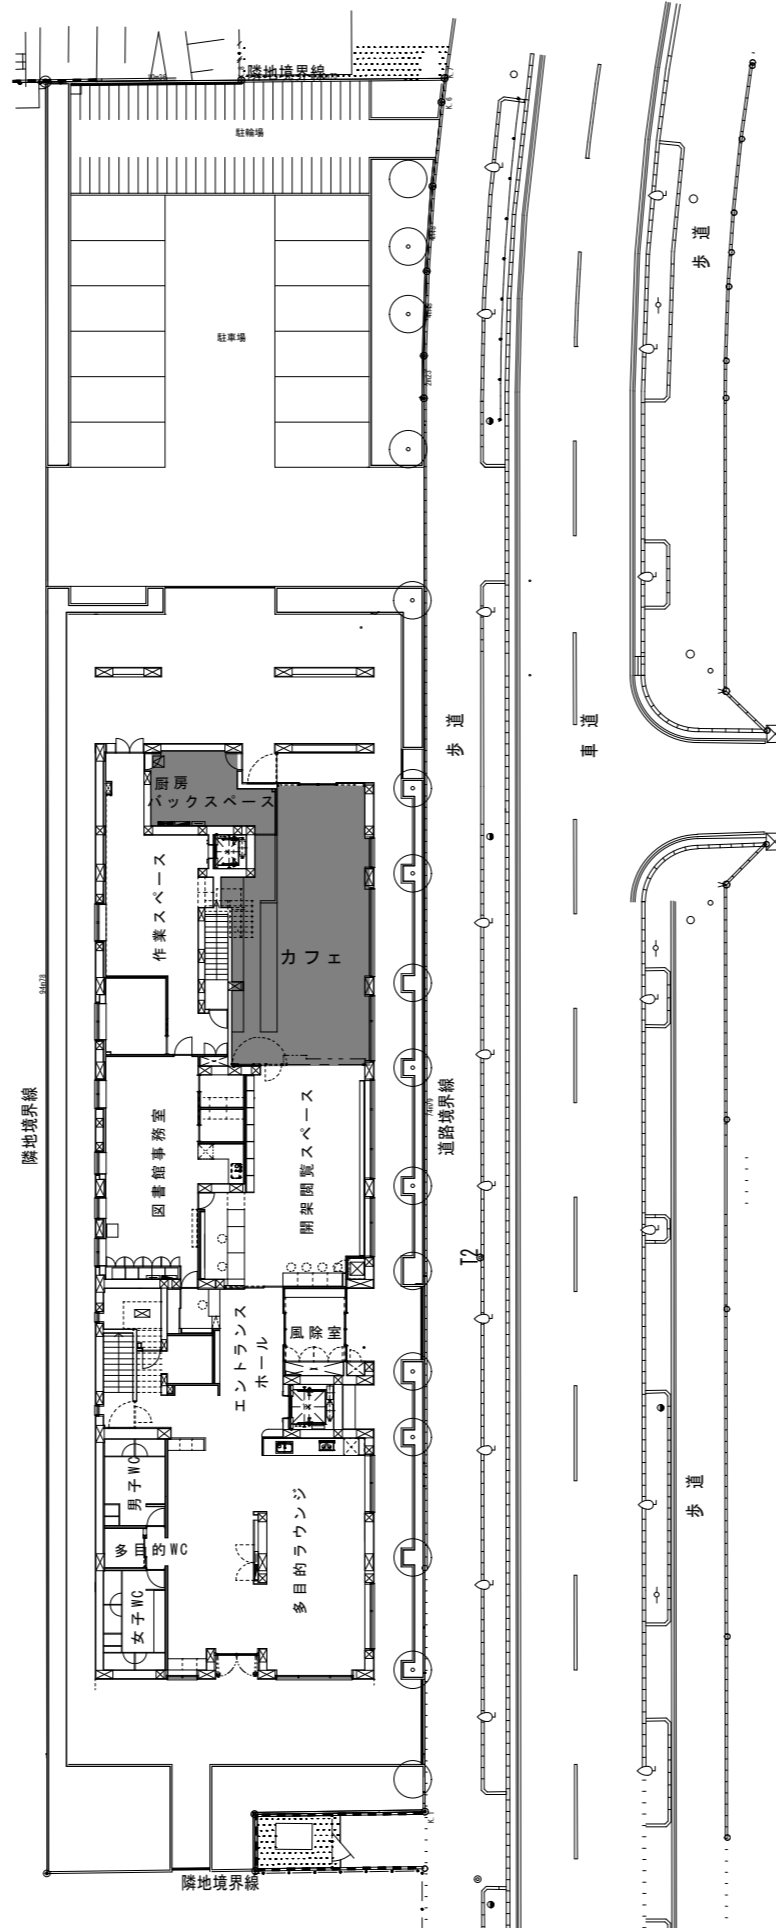 隣地境界線
K.7
K.6
駐輪場
歩道
駐車場
2m23
歩道
車道
厨房
バックスペース
作業スペース
カフェ
94m78
隣地境界線
74m79
道路境界線
図書館事務室
開架閲覧スペース
T2
エントランス
ホール
風除室
男子WC
多目的WC
女子WC
多目的ラウンジ
歩道
隣地境界線